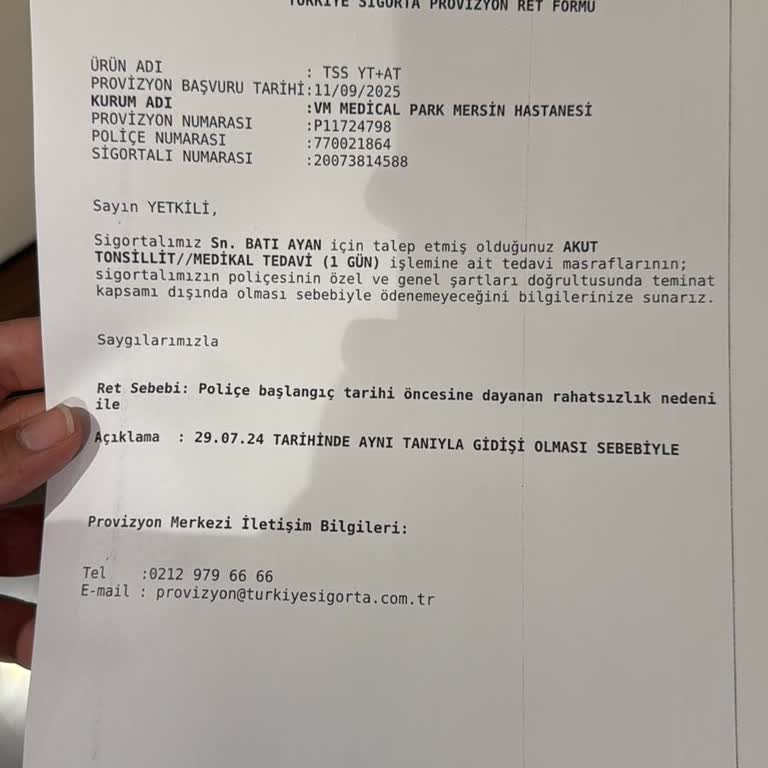 TÜRKİYE SİGORTA PROVİZYON RET FORMU
ÜRÜN ADI : TSS YT+AT
PROVİZYON BAŞVURU TARİHİ:11/09/2025
KURUM ADI :VM MEDİCAL PARK MERSİN HASTANESİ
PROVİZYON NUMARASI :P11724798
POLİÇE NUMARASI :770021864
SİGORTALI NUMARASI :20073814588
Sayın YETKİLİ,
Sigortalımız Sn. BATI AYAN için talep etmiş olduğunuz AKUT
TONSİLLİT//MEDİKAL TEDAVİ (1 GÜN) işlemine ait tedavi masraflarının;
sigortalımızın poliçesinin özel ve genel şartları doğrultusunda teminat
kapsamı dışında olması sebebiyle ödenemeyeceğini bilgilerinize sunarız.
Saygılarımızla
Ret Sebebi: Poliçe başlangıç tarihi öncesine dayanan rahatsızlık nedeni
ile
Açıklama : 29.07.24 TARİHİNDE AYNI TANIYLA GİDİŞİ OLMASI SEBEBİYLE
Provizyon Merkezi İletişim Bilgileri:
Tel :0212 979 66 66
E-mail : provizyon@turkiyesigorta.com.tr